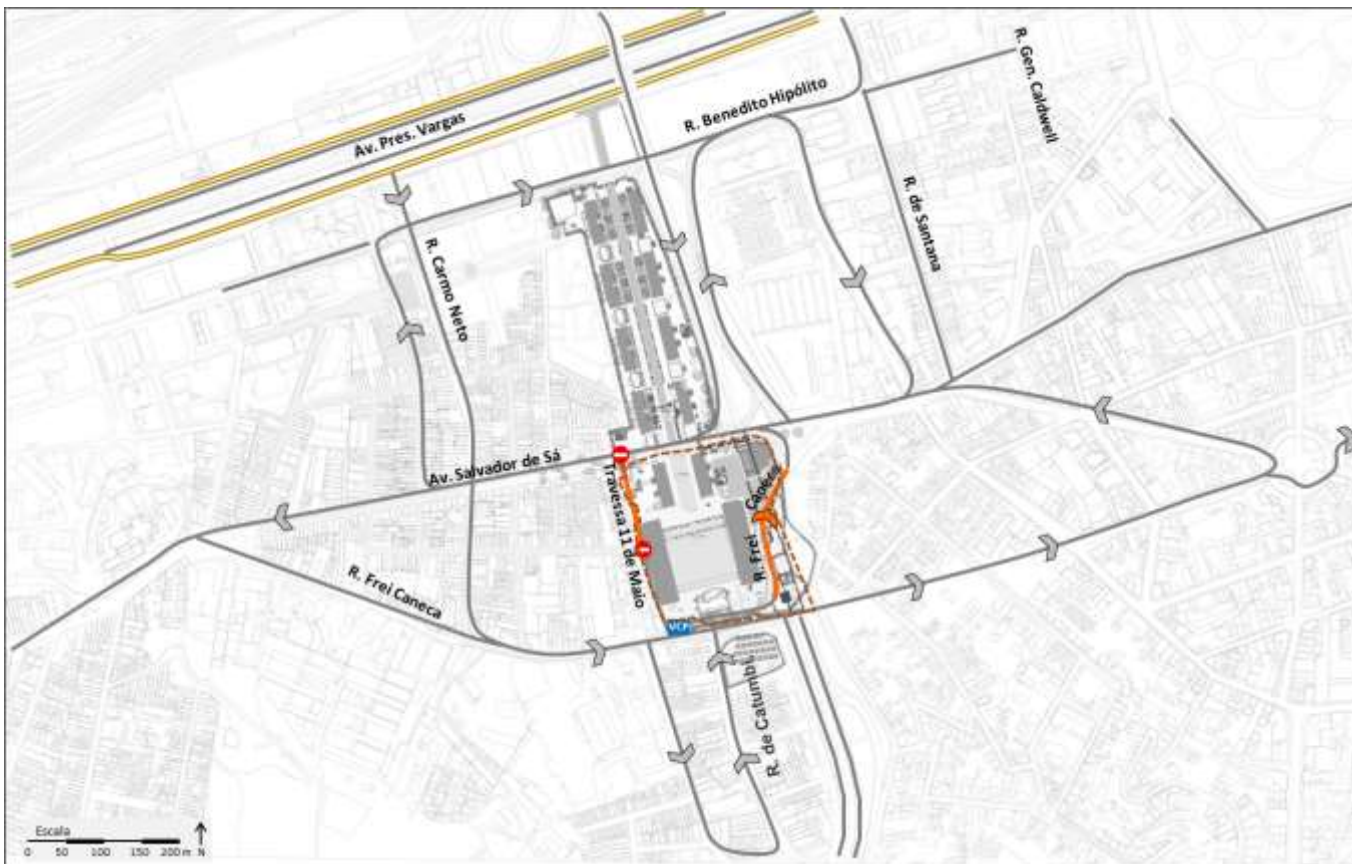 R. Gen. Caldwell
R. Benedito Hipólito
Av. Pres. Vargas
R. de Santana
R. Carmo Neto
Av. Salvador de Sá
Travessa 11 de Maio
R. Frei Caneca
R. Frei Caneca
R. de Catumbi
Escala
0 50 100 150 200 m N